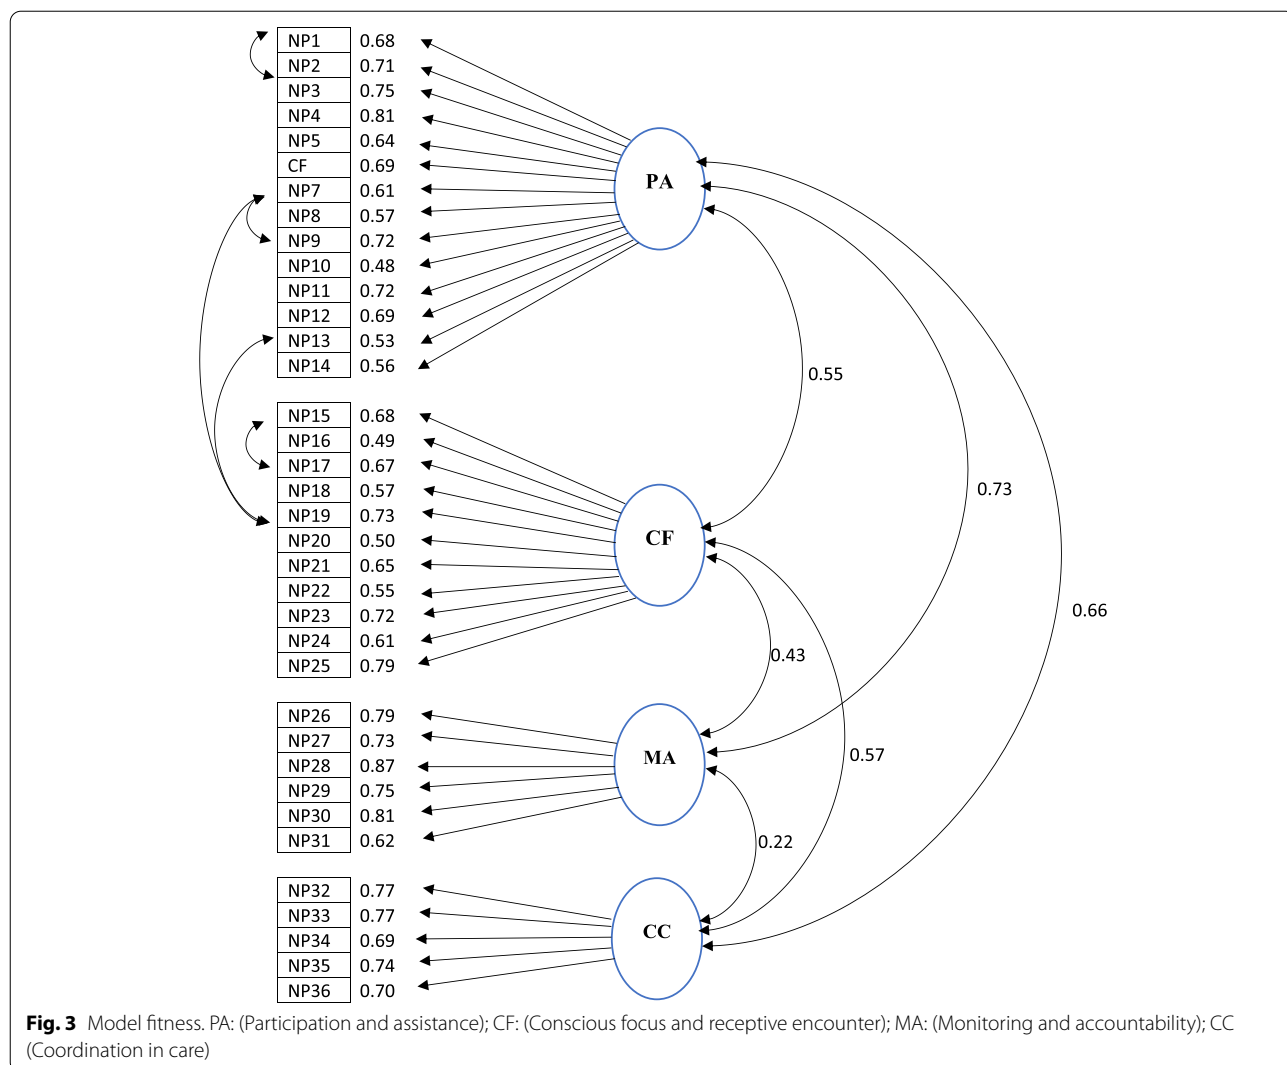 NP1 0.68
NP2 0.71
NP3 0.75
NP4 0.81
NP5 0.64
CF 0.69
NP7 0.61
NP8 0.57
NP9 0.72
NP10 0.48
NP11 0.72
NP12 0.69
NP13 0.53
NP14 0.56
PA
0.55
NP15 0.68
NP16 0.49
NP17 0.67
NP18 0.57
NP19 0.73
NP20 0.50
NP21 0.65
NP22 0.55
NP23 0.72
NP24 0.61
NP25 0.79
CF
0.73
0.66
0.43
NP26 0.79
NP27 0.73
NP28 0.87
NP29 0.75
NP30 0.81
NP31 0.62
MA
0.57
0.22
NP32 0.77
NP33 0.77
NP34 0.69
NP35 0.74
NP36 0.70
CC
Fig. 3 Model fitness. PA: (Participation and assistance); CF: (Conscious focus and receptive encounter); MA: (Monitoring and accountability); CC
(Coordination in care)